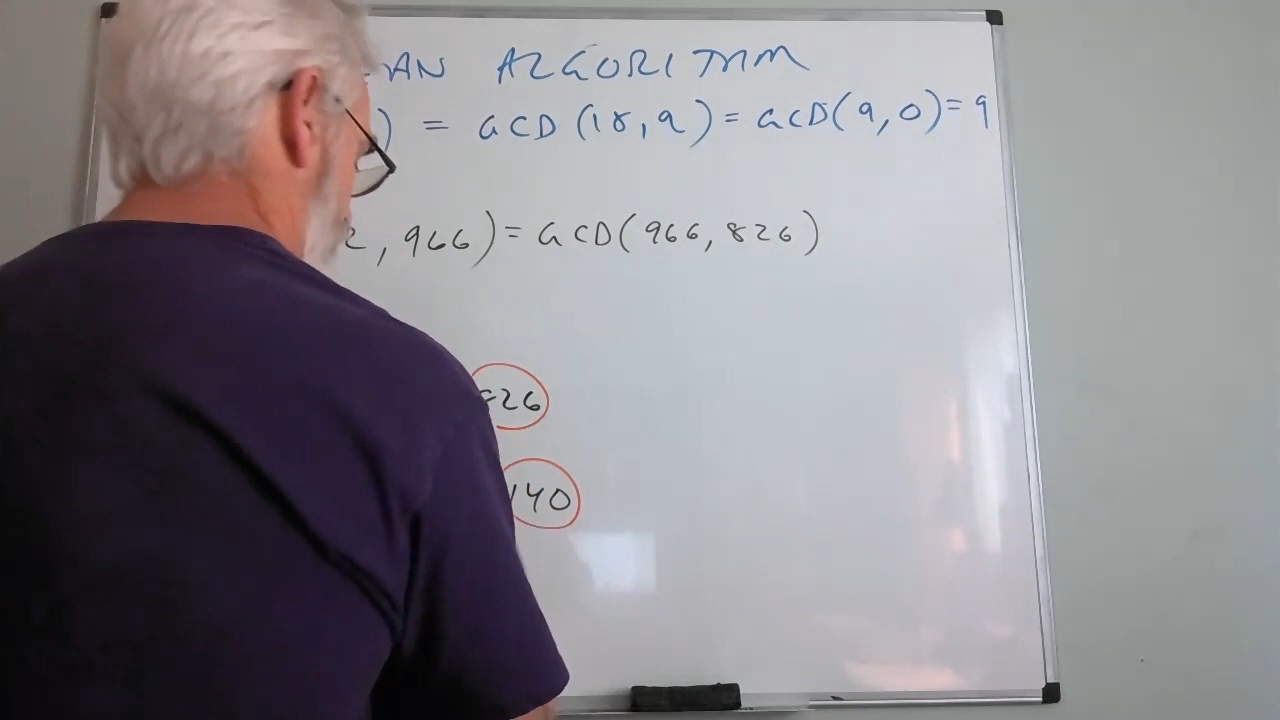 AN ALGORITHM
) = GCD(18,9) = GCD(9,0)=9
2,966) = GCD(966,826)
826
140